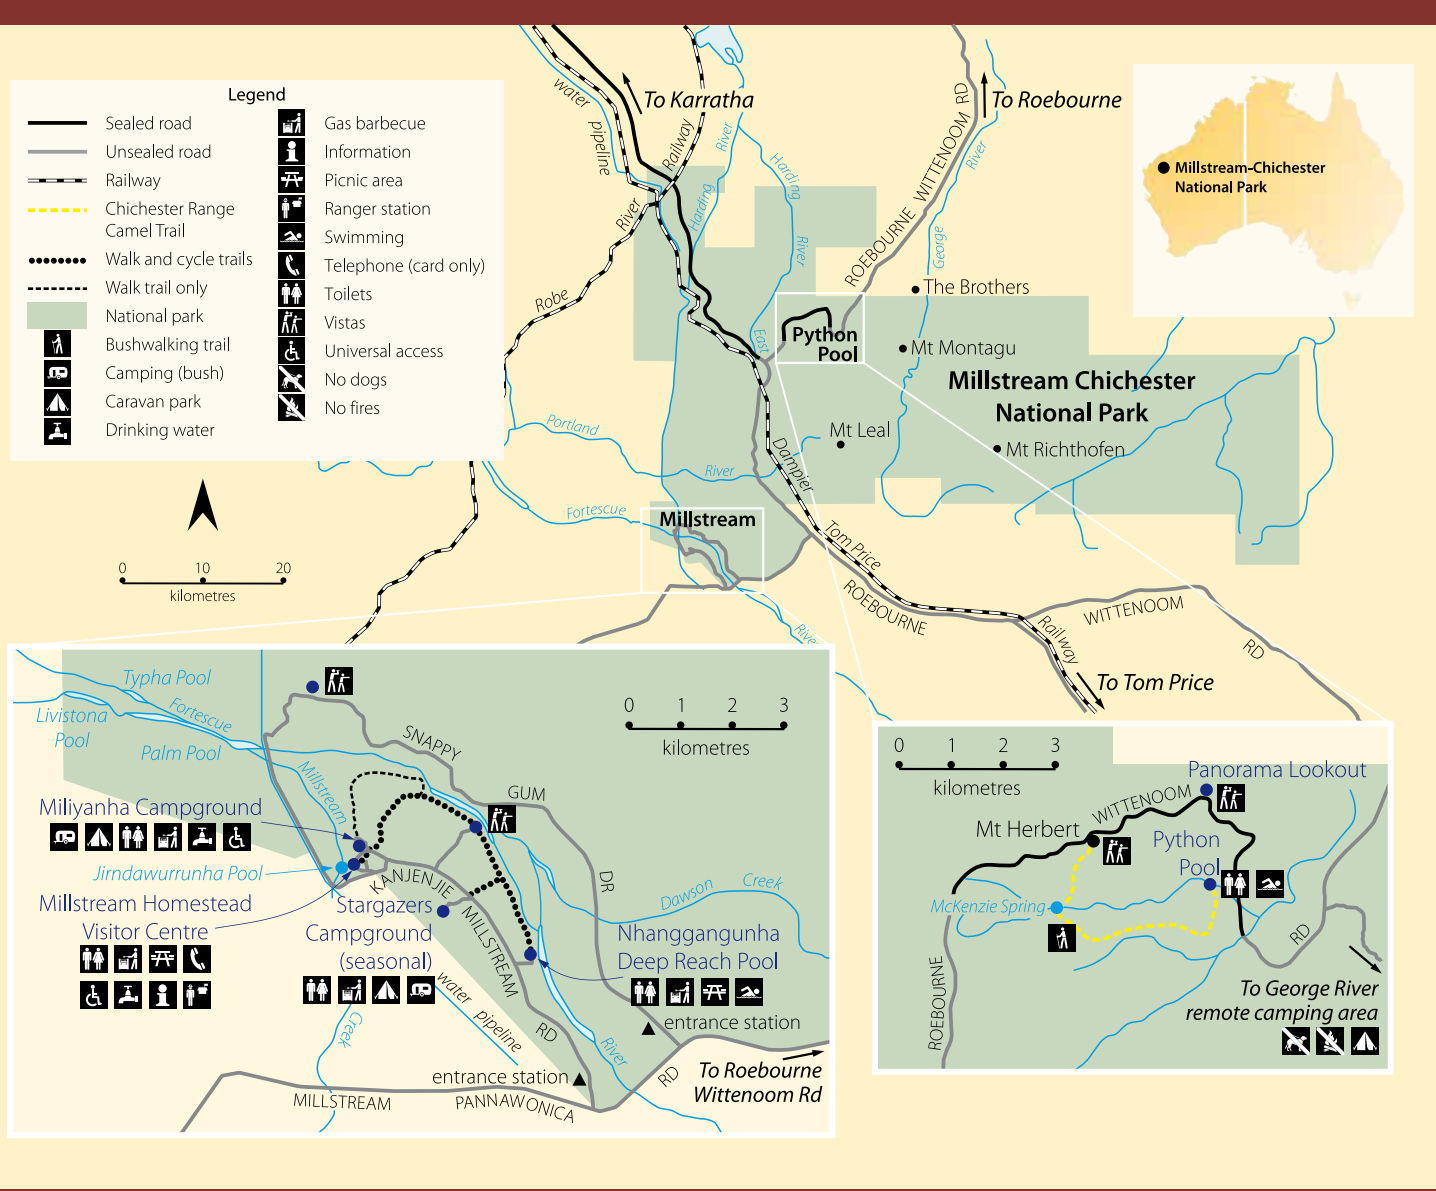 Legend
Sealed road
Unsealed road
Railway
Chichester Range
Camel Trail
Walk and cycle trails
Walk trail only
National park
Bushwalking trail
Camping (bush)
Caravan park
Drinking water
Gas barbecue
Information
Picnic area
Ranger station
Swimming
Telephone (card only)
Toilets
Vistas
Universal access
No dogs
No fires
0 10 20
kilometres
water pipeline
To Karratha
Railway
River
Harding
Harding
River
East
River
Robe
ROEBOURNE WITTENOOM RD
To Roebourne
River
George
Millstream-Chichester
National Park
The Brothers
Python
Pool
Mt Montagu
Millstream Chichester
National Park
Mt Leal
Mt Richthofen
Portland
River
Dampier
Fortescue
Millstream
Tom Price
ROEBOURNE
WITTENOOM
RD
Railway
River
To Tom Price
Typha Pool
Fortescue
Livistona
Pool
Palm Pool
Millstream
SNAPPY
GUM
DR
0 1 2 3
kilometres
Miliyanha Campground
Jirndawurrunha Pool
Millstream Homestead
Visitor Centre
KANJENJIE
MILLSTREAM
RD
Stargazers
Campground
(seasonal)
Dawson
Creek
Nhanggangunha
Deep Reach Pool
entrance station
water pipeline
Creek
River
entrance station
MILLSTREAM
PANNAWONICA
RD
To Roebourne
Wittenoom Rd
0 1 2 3
kilometres
Panorama Lookout
WITTENOOM
Mt Herbert
Python
Pool
McKenzie Spring
ROEBOURNE
RD
To George River
remote camping area